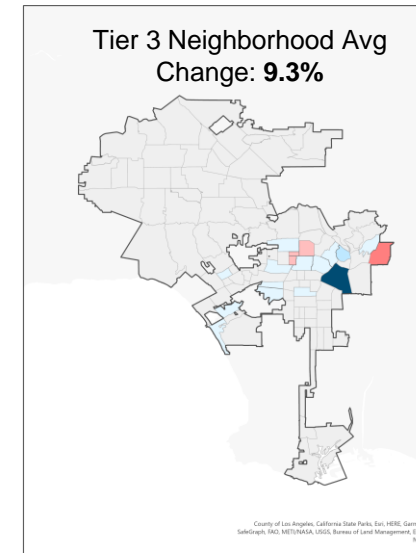 Tier 3 Neighborhood Avg
Change: 9.3%
County of Los Angeles, California State Parks, Esri, HERE, Garm
SafeGraph, FAO, METI/NASA, USGS, Bureau of Land Management, E